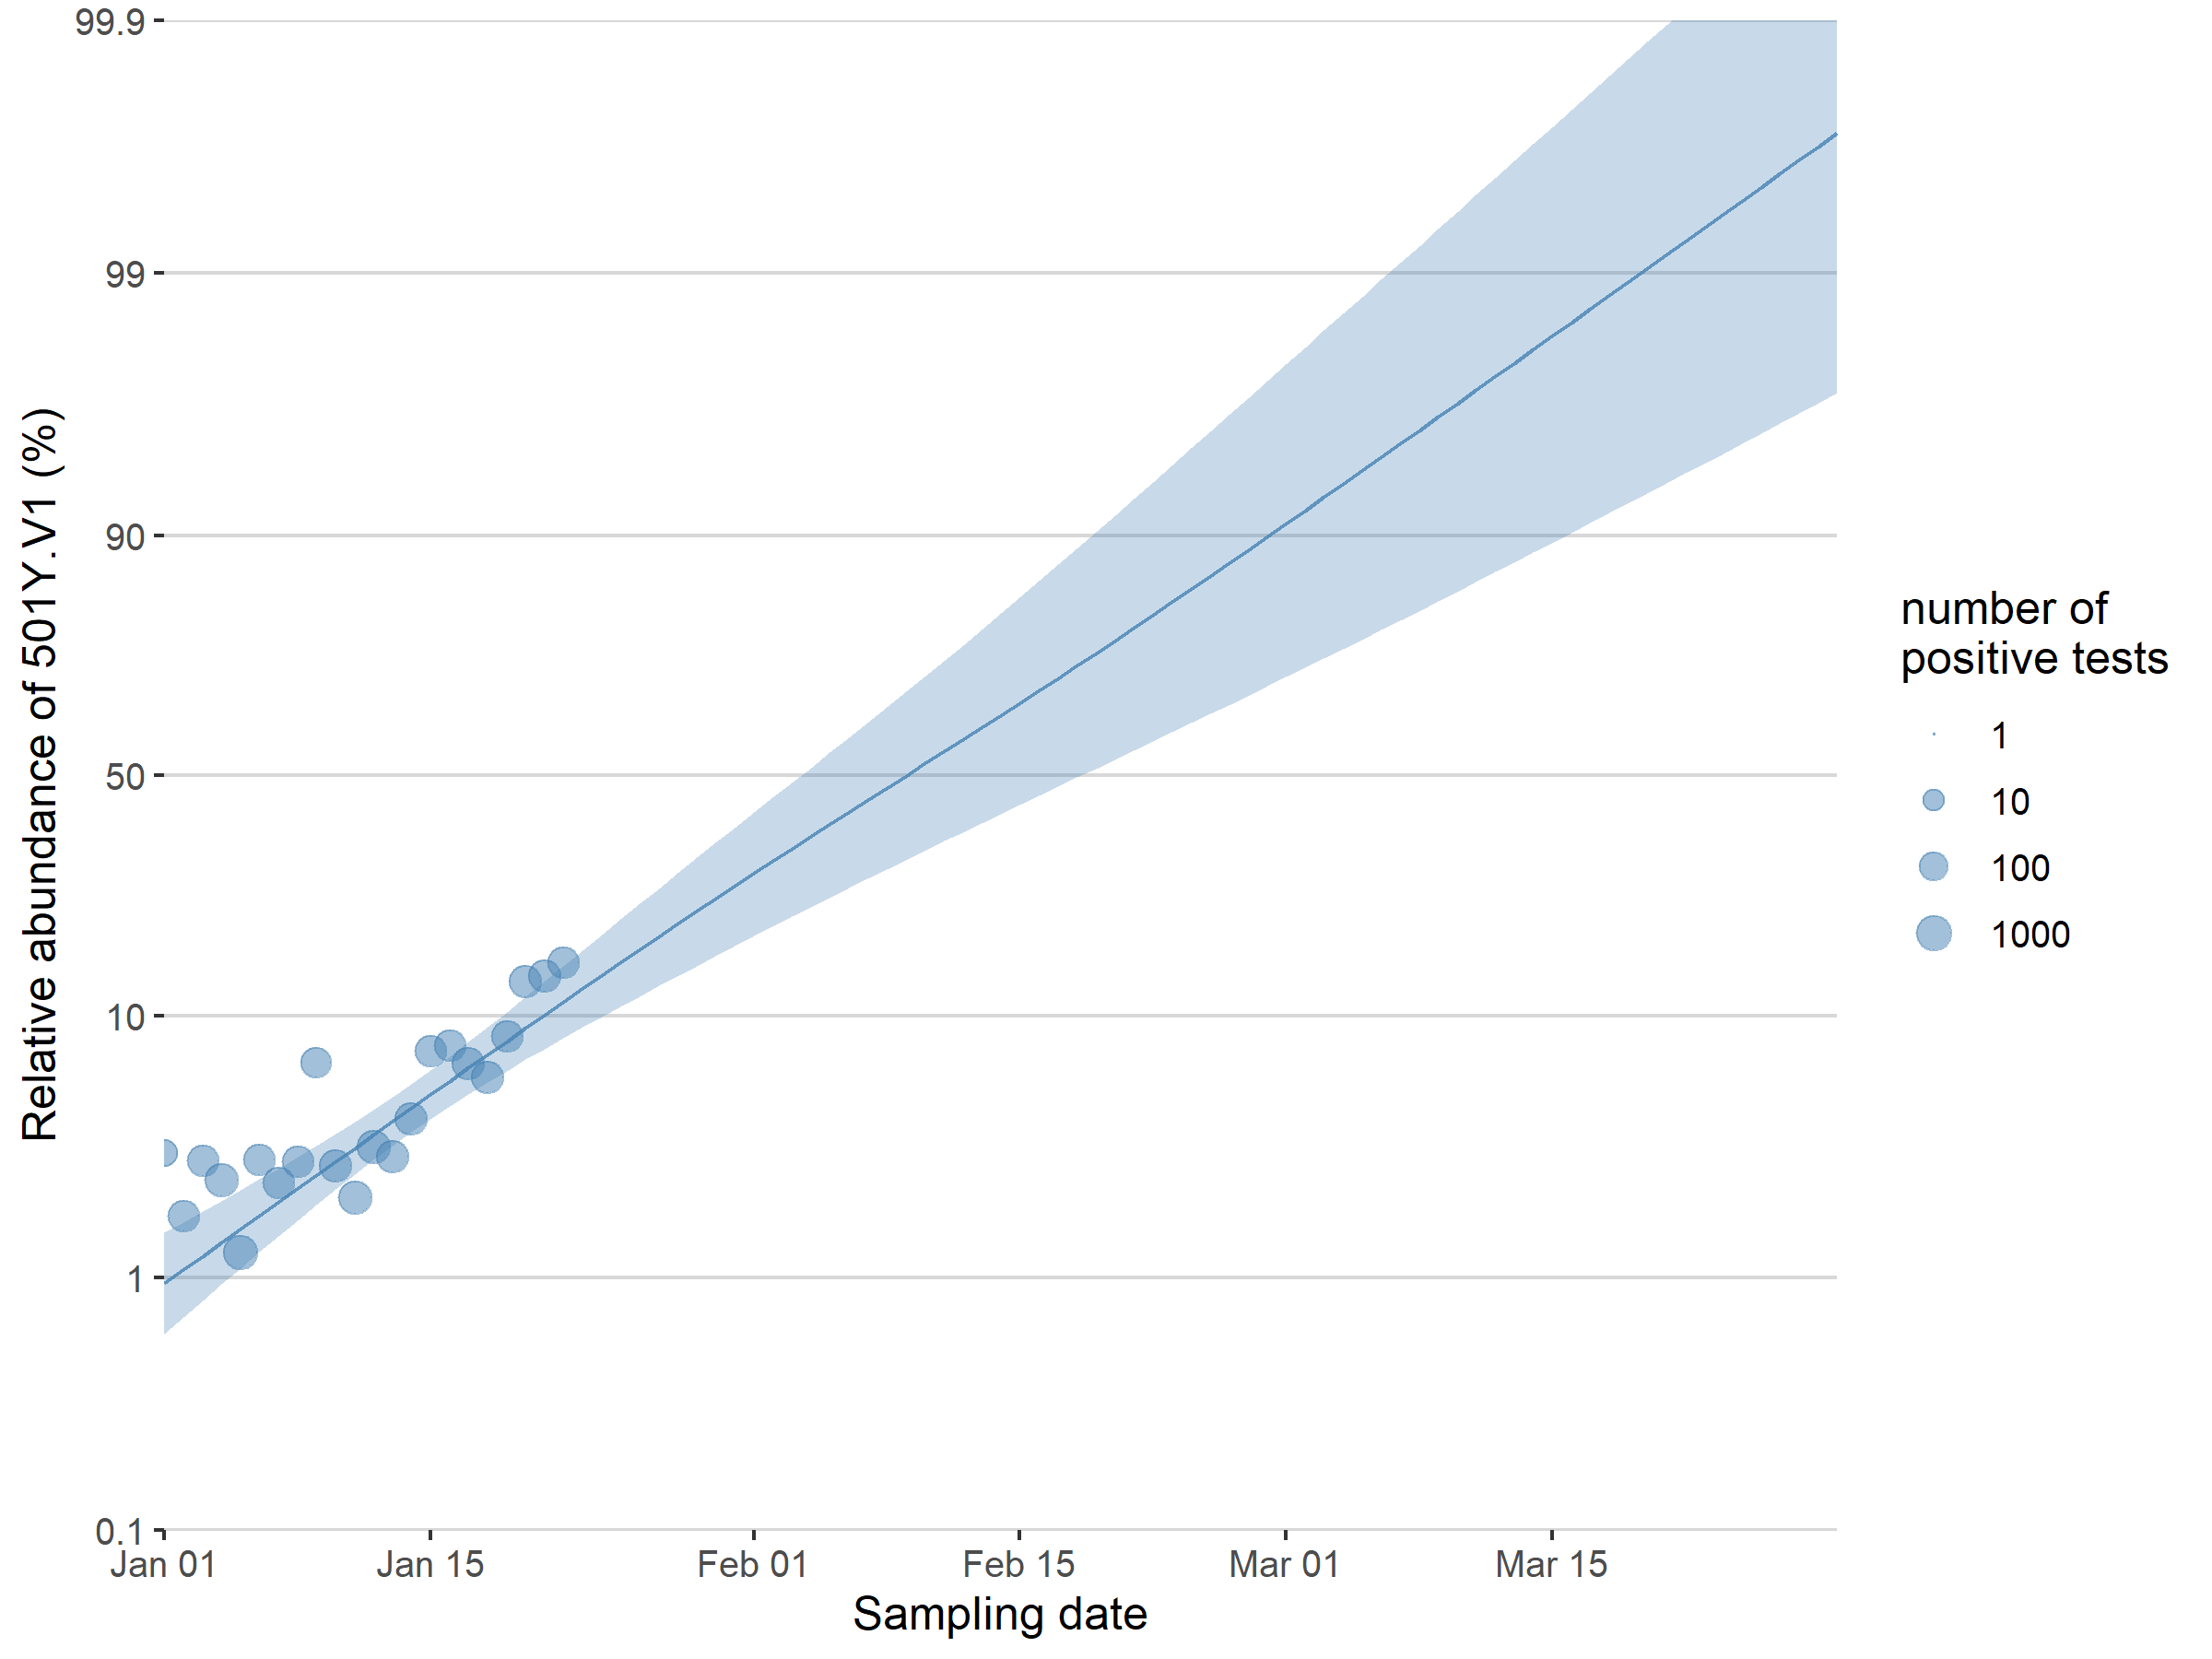 Relative abundance of 501Y.V1 (%)
99.9
99
90
50
10
1
0.1
Jan 01
Jan 15
Feb 01
Feb 15
Mar 01
Mar 15
Sampling date
number of
positive tests
1
10
100
1000